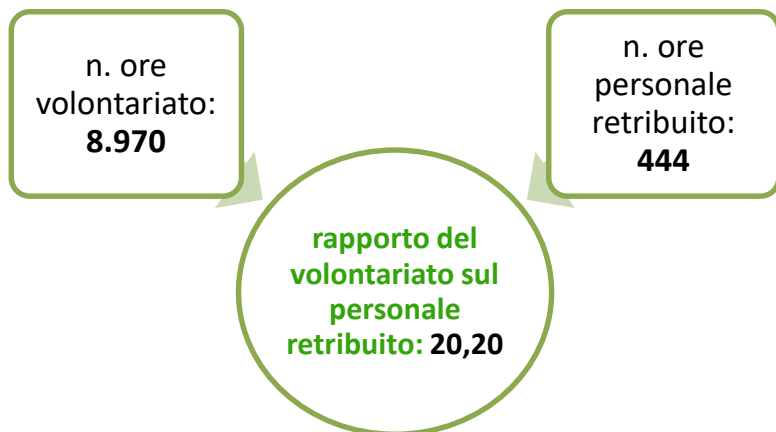 n. ore
volontariato:
8.970
n. ore
personale
retribuito:
444
rapporto del
volontariato sul
personale
retribuito: 20,20